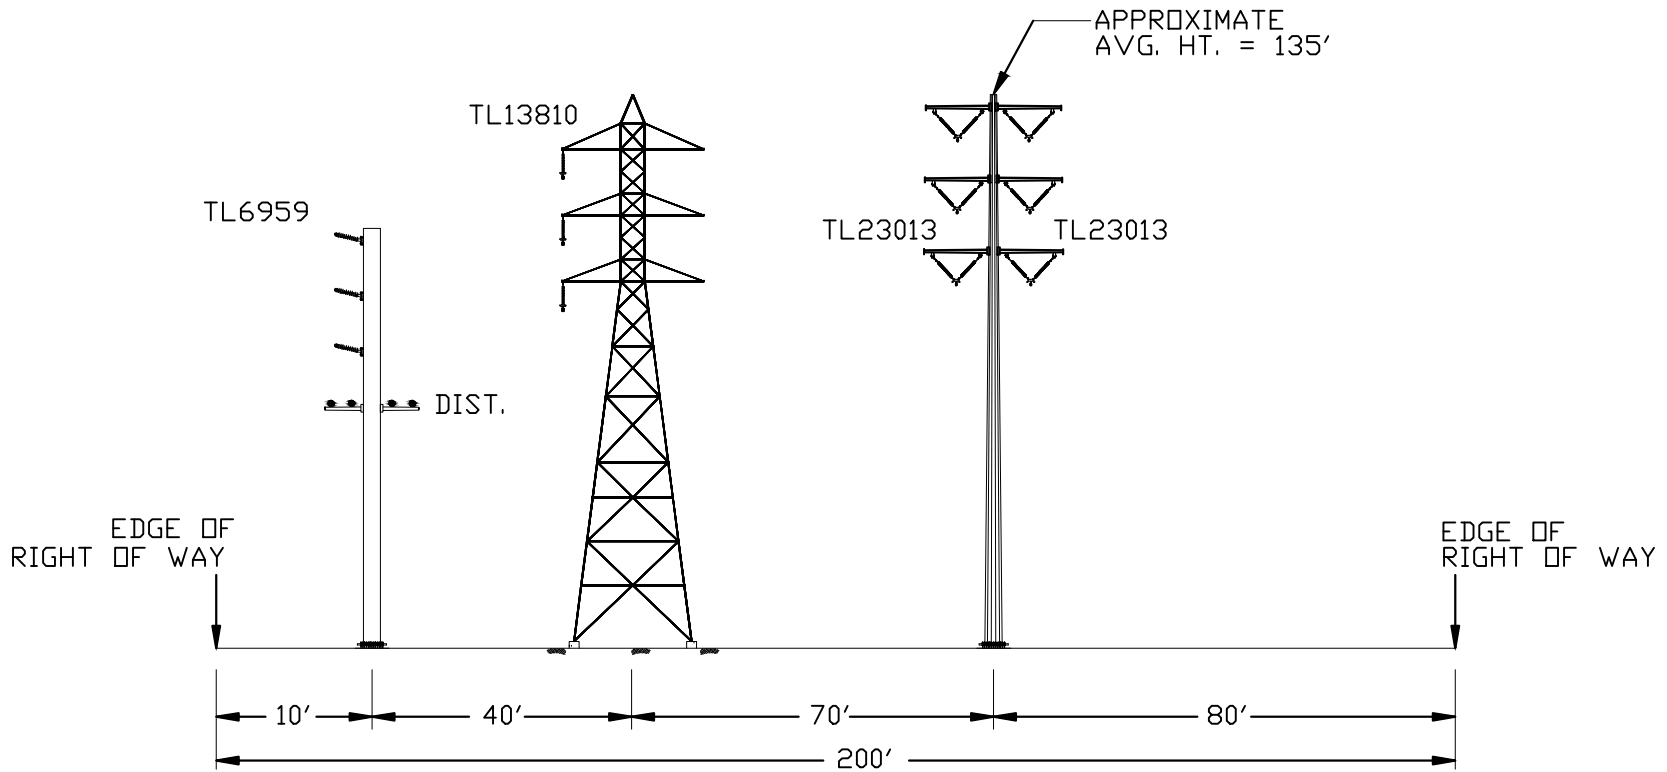 APPROXIMATE
AVG. HT. = 135'
TL13810
TL6959
TL23013
TL23013
DIST.
EDGE OF
RIGHT OF WAY
EDGE OF
RIGHT OF WAY
10'
40'
70'
80'
200'